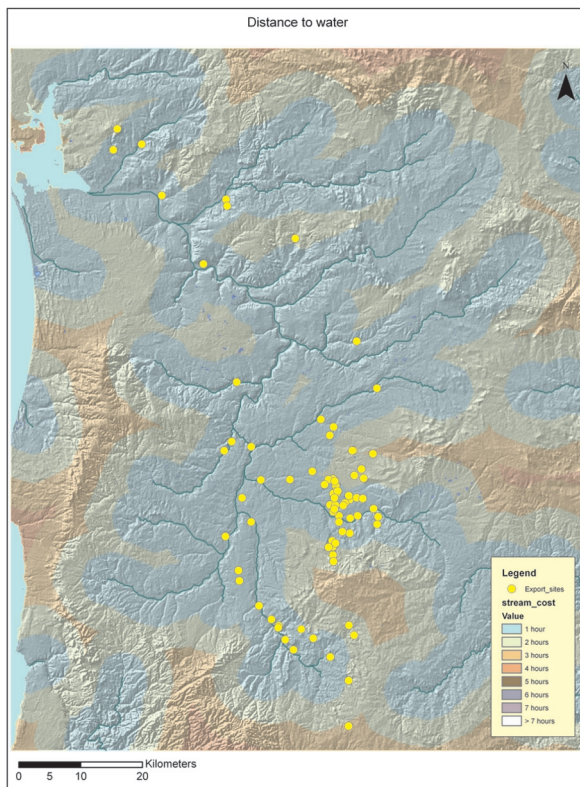 Distance to water
N
Legend
Export_sites
stream_cost
Value
1 hour
2 hours
3 hours
4 hours
5 hours
6 hours
7 hours
> 7 hours
Kilometers
0 5 10 20